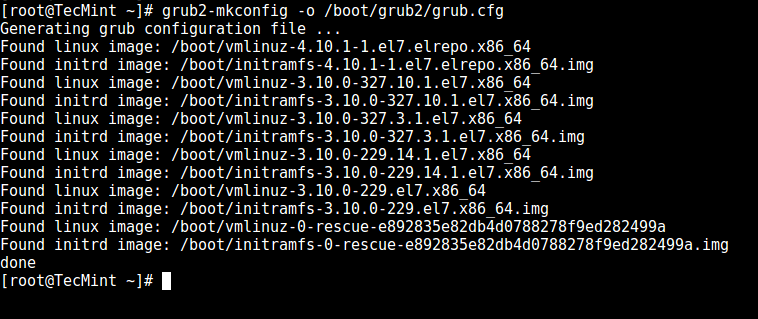 [root@TecMint ~]# grub2-mkconfig -o /boot/grub2/grub.cfg
Generating grub configuration file ...
Found linux image: /boot/vmlinuz-4.10.1-1.el7.elrepo.x86_64
Found initrd image: /boot/initramfs-4.10.1-1.el7.elrepo.x86_64.img
Found linux image: /boot/vmlinuz-3.10.0-327.10.1.el7.x86_64
Found initrd image: /boot/initramfs-3.10.0-327.10.1.el7.x86_64.img
Found linux image: /boot/vmlinuz-3.10.0-327.3.1.el7.x86_64
Found initrd image: /boot/initramfs-3.10.0-327.3.1.el7.x86_64.img
Found linux image: /boot/vmlinuz-3.10.0-229.14.1.el7.x86_64
Found initrd image: /boot/initramfs-3.10.0-229.14.1.el7.x86_64.img
Found linux image: /boot/vmlinuz-3.10.0-229.el7.x86_64
Found initrd image: /boot/initramfs-3.10.0-229.el7.x86_64.img
Found linux image: /boot/vmlinuz-0-rescue-e892835e82db4d0788278f9ed282499a
Found initrd image: /boot/initramfs-0-rescue-e892835e82db4d0788278f9ed282499a.img
done
[root@TecMint ~]#